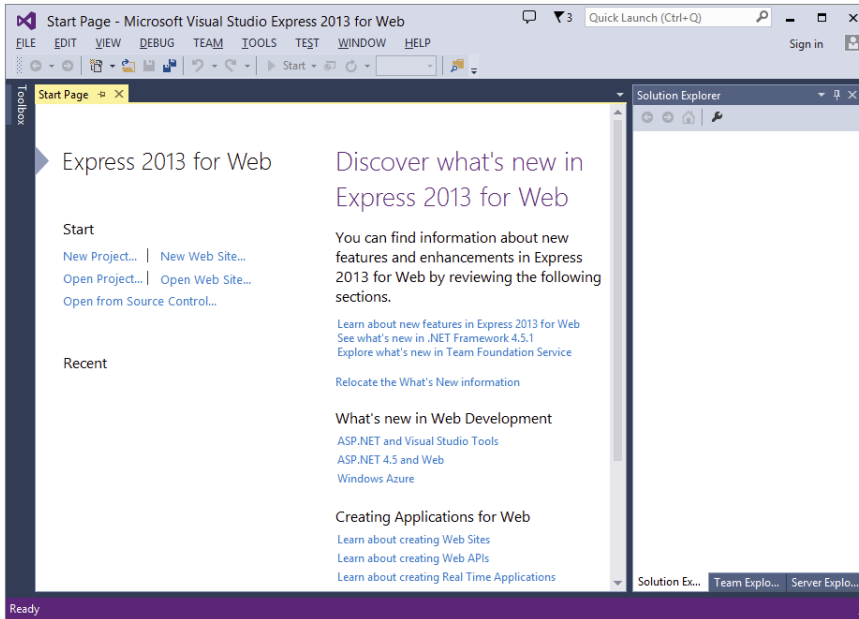 Start Page - Microsoft Visual Studio Express 2013 for Web
3
Quick Launch (Ctrl+Q)
FILE EDIT VIEW DEBUG TEAM TOOLS TEST WINDOW HELP
Sign in
Start
Toolbox
Start Page
Solution Explorer
Express 2013 for Web
Start
New Project... | New Web Site...
Open Project... | Open Web Site...
Open from Source Control...
Recent
Discover what's new in
Express 2013 for Web
You can find information about new
features and enhancements in Express
2013 for Web by reviewing the following
sections.
Learn about new features in Express 2013 for Web
See what's new in .NET Framework 4.5.1
Explore what's new in Team Foundation Service
Relocate the What's New information
What's new in Web Development
ASP.NET and Visual Studio Tools
ASP.NET 4.5 and Web
Windows Azure
Creating Applications for Web
Learn about creating Web Sites
Learn about creating Web APIs
Learn about creating Real Time Applications
Solution Ex... Team Explo... Server Explo...
Ready